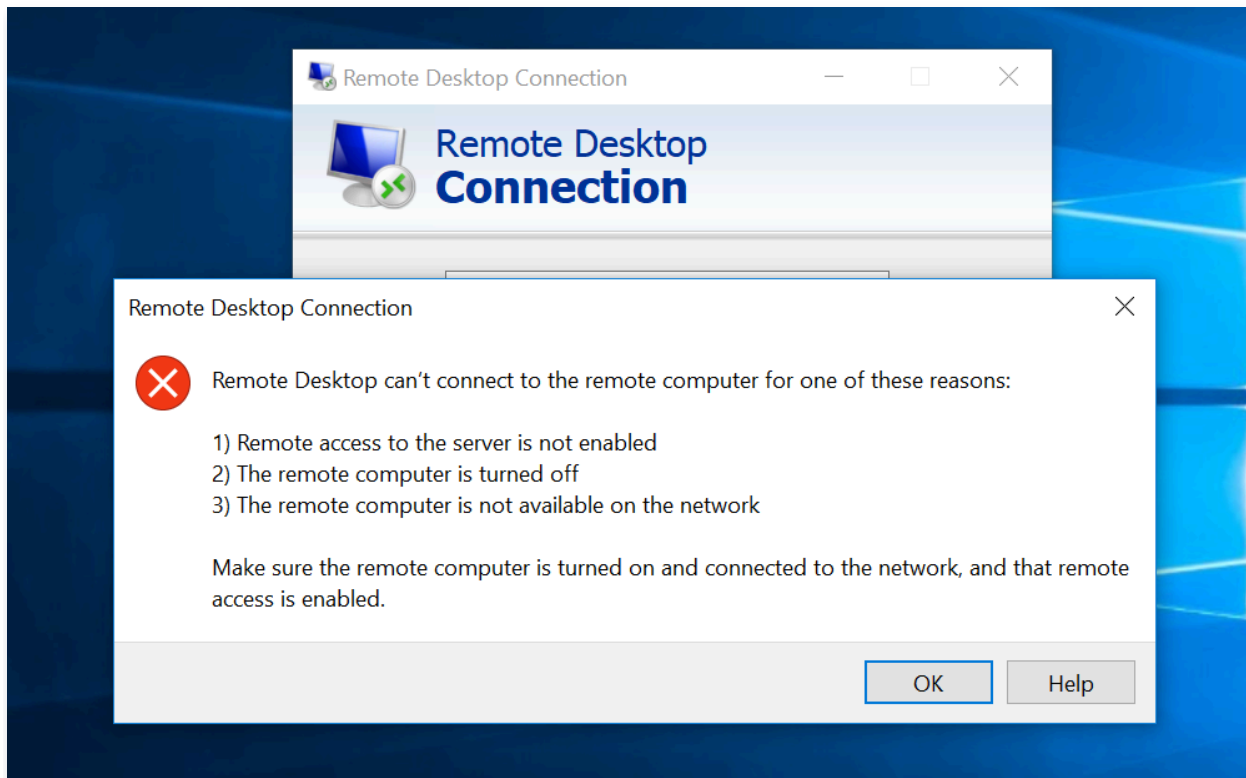 Remote Desktop Connection
Remote Desktop
Connection
Remote Desktop Connection
Remote Desktop can't connect to the remote computer for one of these reasons:
1) Remote access to the server is not enabled
2) The remote computer is turned off
3) The remote computer is not available on the network
Make sure the remote computer is turned on and connected to the network, and that remote
access is enabled.
OK
Help